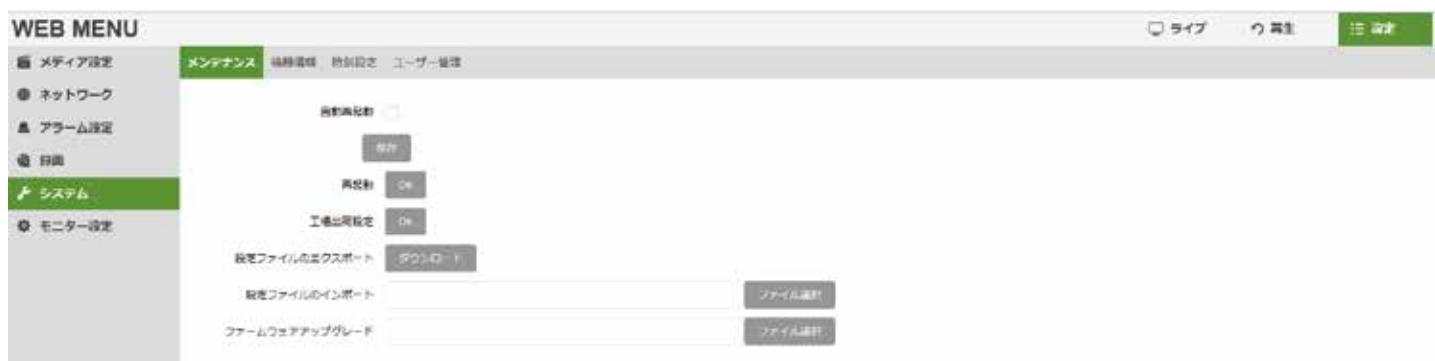 WEB MENU
ライブ 再生 設定
メディア設定
ネットワーク
アラーム設定
録画
システム
モニター設定
メンテナンス 機器情報 時刻設定 ユーザー管理
自動再起動
保存
再起動 On
工場出荷設定 On
設定ファイルのエクスポート ダウンロード
設定ファイルのインポート ファイル選択
ファームウェアアップグレード ファイル選択